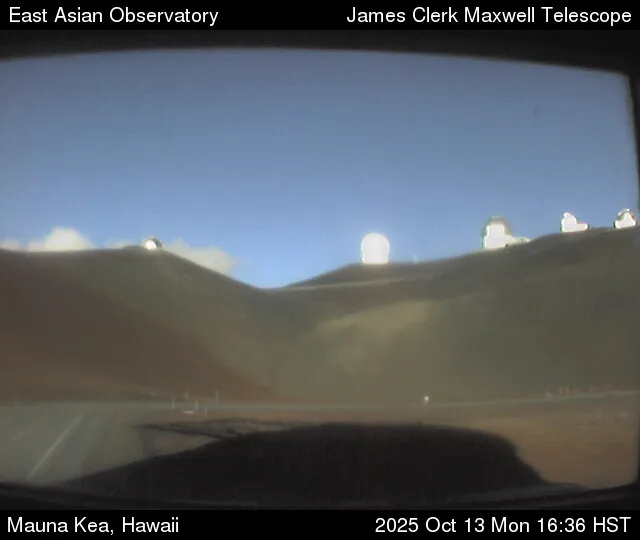 East Asian Observatory
James Clerk Maxwell Telescope
Mauna Kea, Hawaii
2025 Oct 13 Mon 16:36 HST